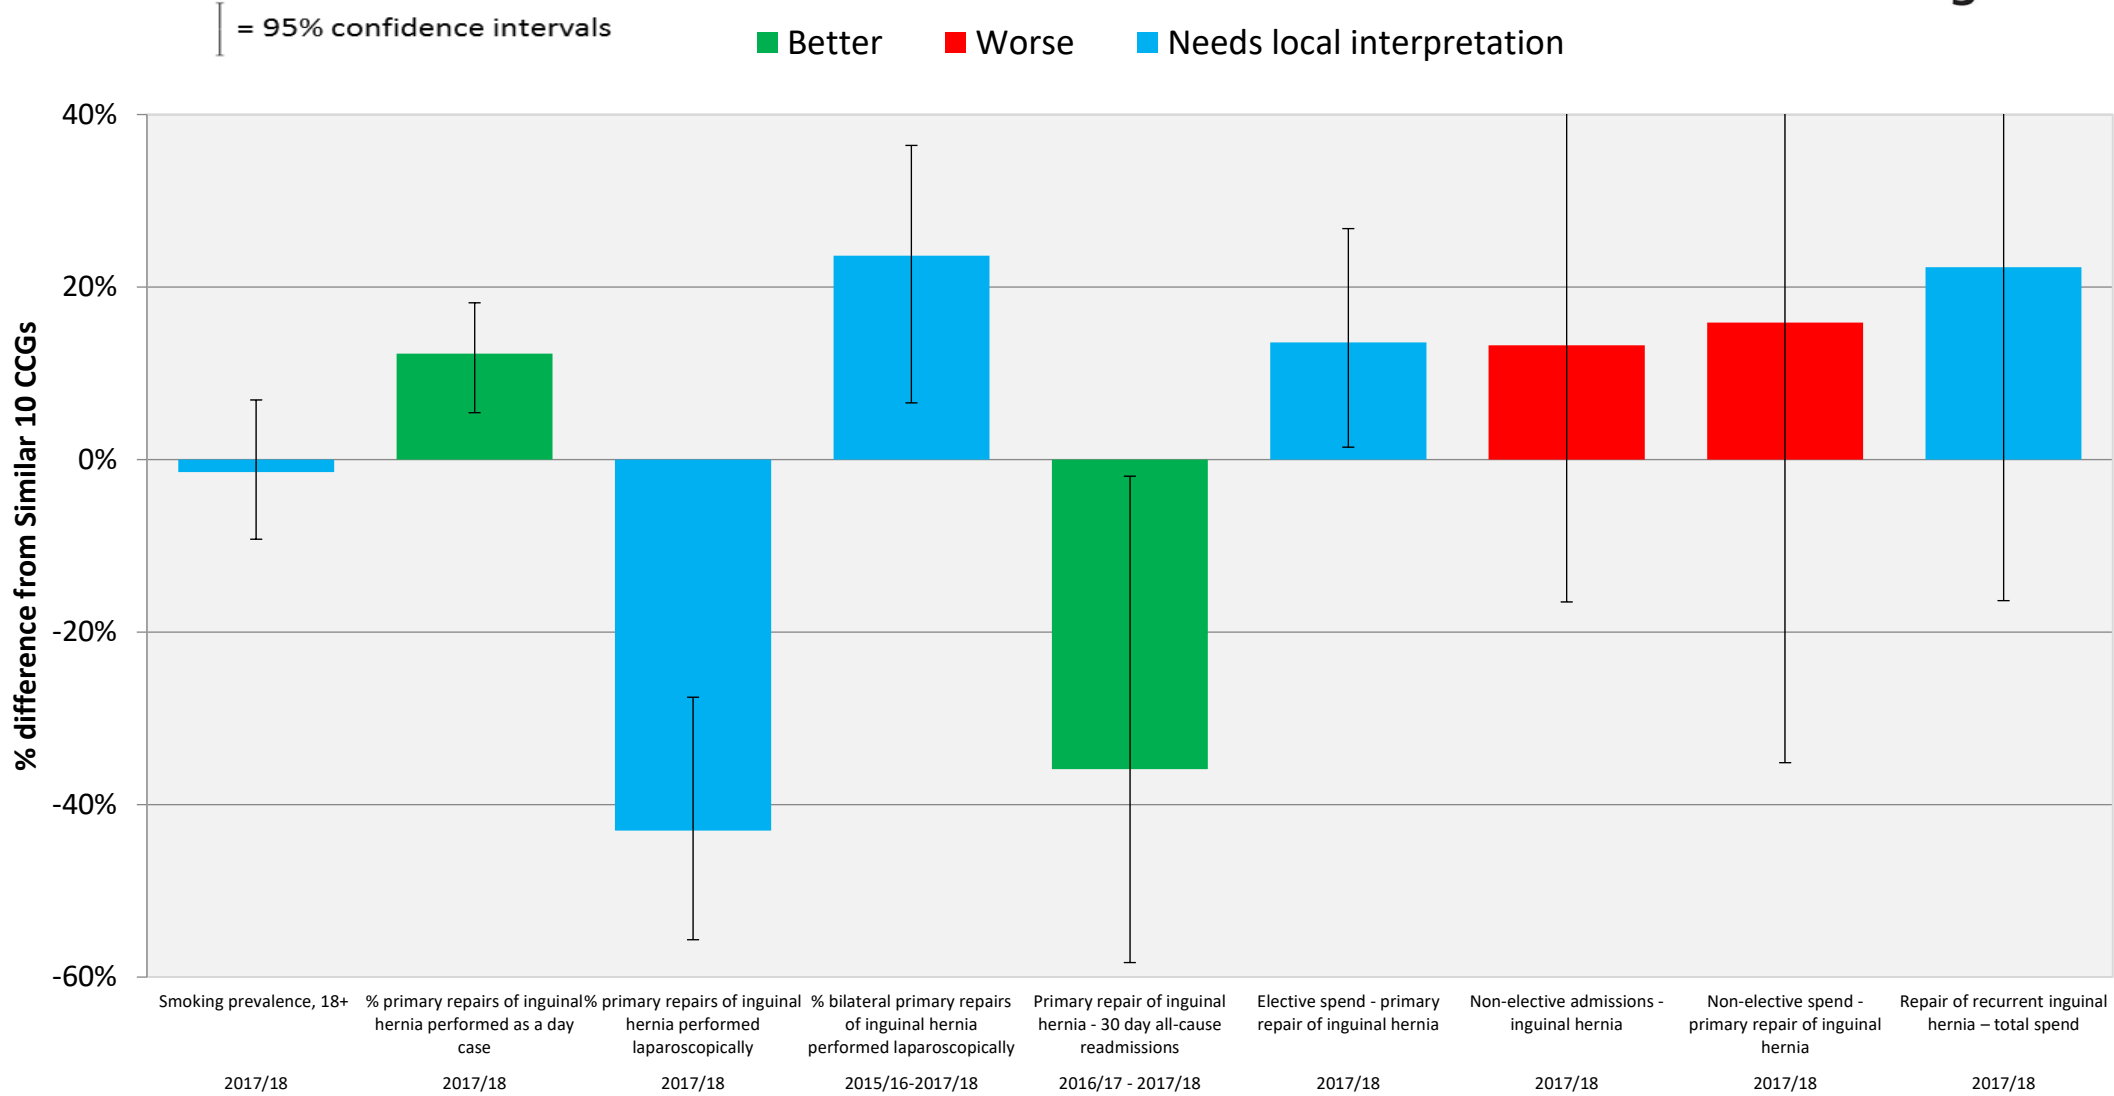 = 95% confidence intervals
Better
Worse
Needs local interpretation
% difference from Similar 10 CCGs
40%
20%
0%
-20%
-40%
-60%
Smoking prevalence, 18+
2017/18
% primary repairs of inguinal
hernia performed as a day
case
2017/18
% primary repairs of inguinal
hernia performed
laparoscopically
2017/18
% bilateral primary repairs
of inguinal hernia
performed laparoscopically
2015/16-2017/18
Primary repair of inguinal
hernia - 30 day all-cause
readmissions
2016/17 - 2017/18
Elective spend - primary
repair of inguinal hernia
2017/18
Non-elective admissions -
inguinal hernia
2017/18
Non-elective spend -
primary repair of inguinal
hernia
2017/18
Repair of recurrent inguinal
hernia – total spend
2017/18